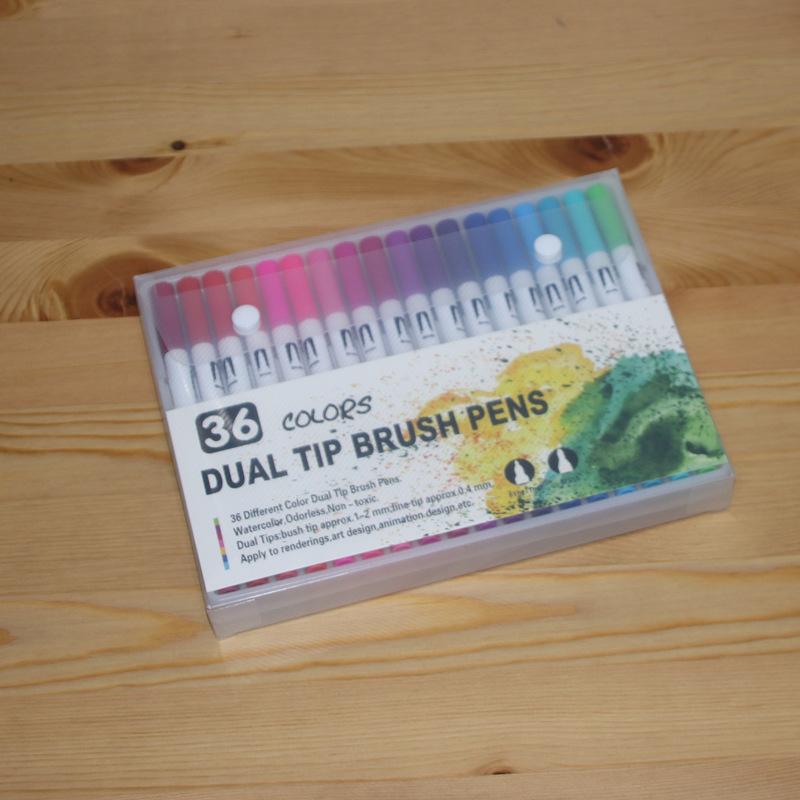 36 COLORS
DUAL TIP BRUSH PENS
36 Different Color Dual Tip Brush Pens.
Watercolor,Odorless,Non - toxic.
Dual Tips:bush tip approx.1-2 mm,fine tip approx.0.4 mm.
Apply to renderings,art design,animation,design,etc.